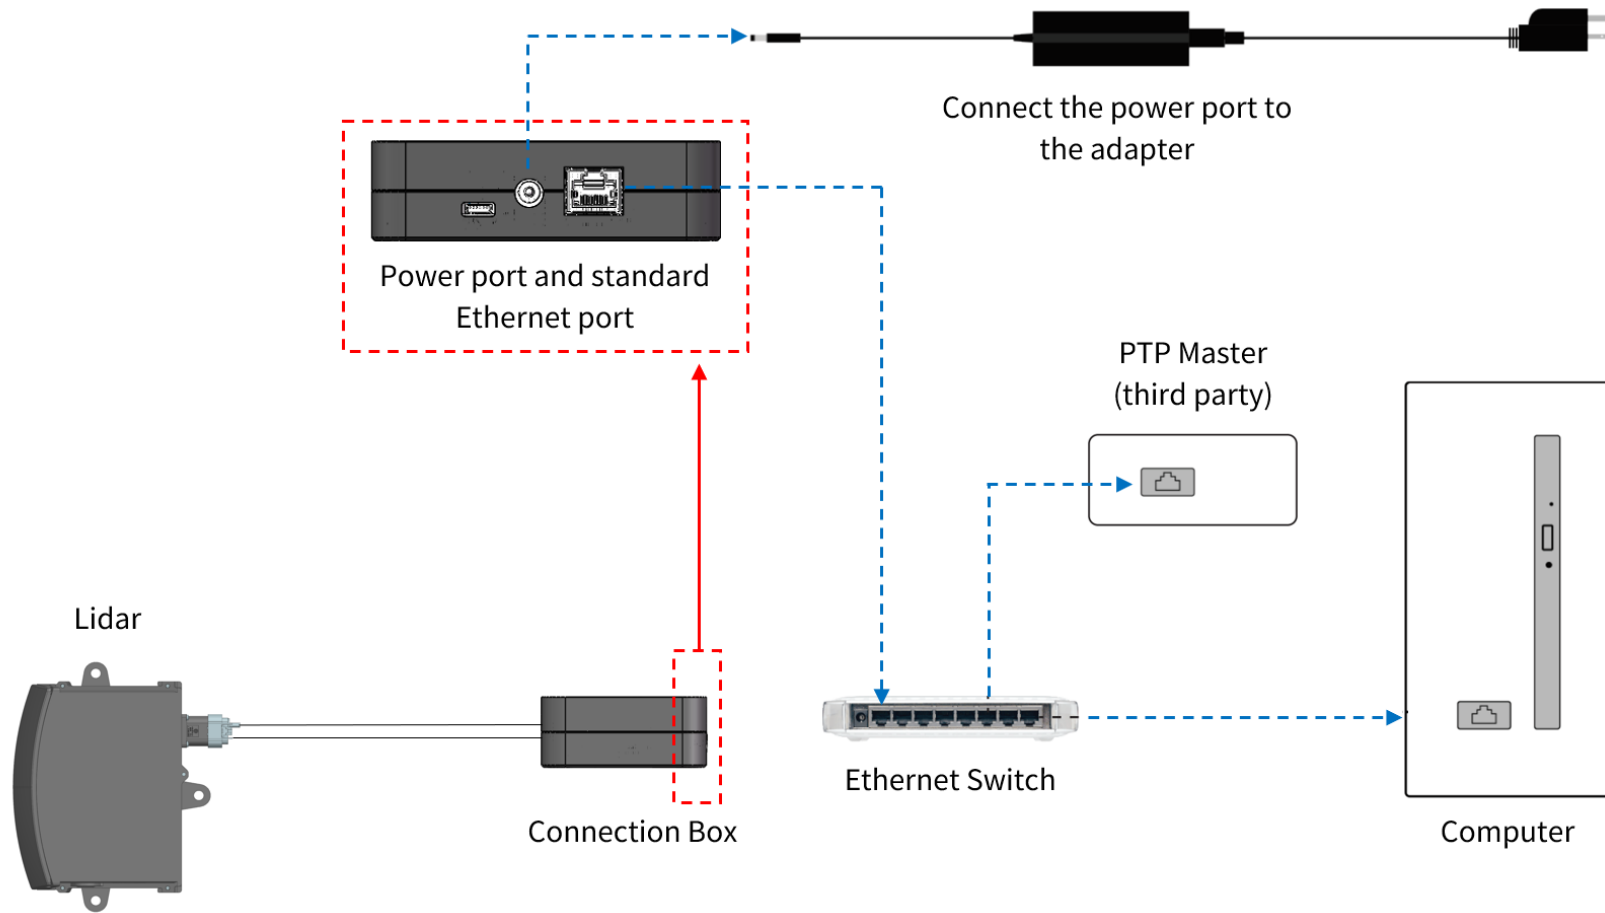 Connect the power port to
the adapter
Power port and standard
Ethernet port
PTP Master
(third party)
Lidar
Ethernet Switch
Connection Box
Computer